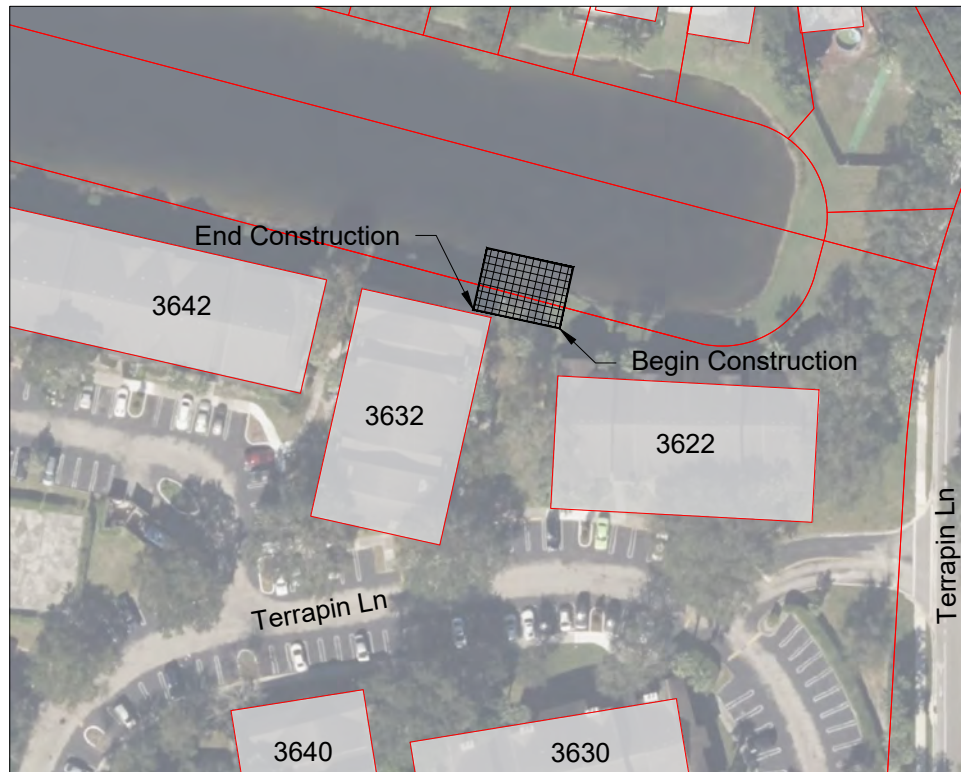 End Construction
3642
Begin Construction
3632
3622
Terrapin Ln
Terrapin Ln
3640
3630